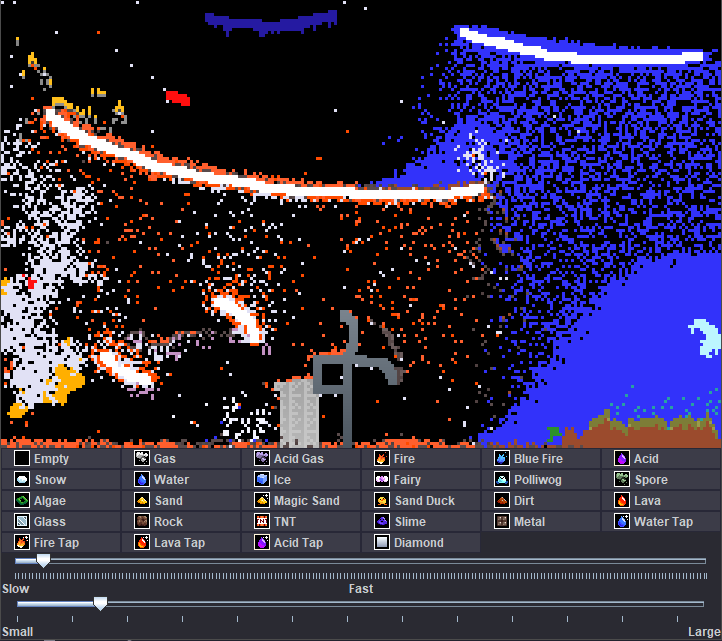 Empty Gas Acid Gas Fire Blue Fire Acid
Snow Water Ice Fairy Polliwog Spore
Algae Sand Magic Sand Sand Duck Dirt Lava
Glass Rock TNT Slime Metal Water Tap
Fire Tap Lava Tap Acid Tap Diamond
Slow Fast
Small Large